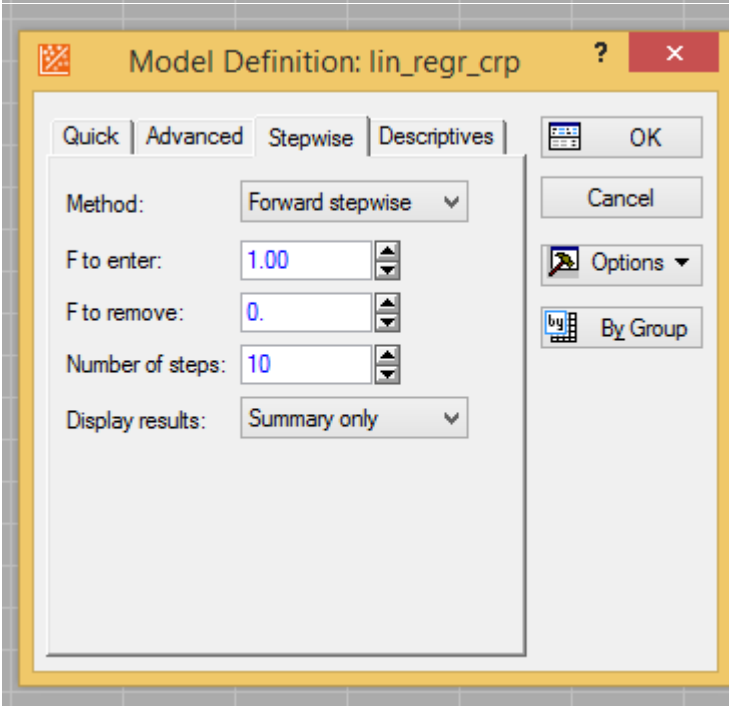 Model Definition: lin_regr_crp ? ×
Quick Advanced Stepwise Descriptives
OK
Method: Forward stepwise
Cancel
F to enter: 1.00
Options
F to remove: 0.
by By Group
Number of steps: 10
Display results: Summary only